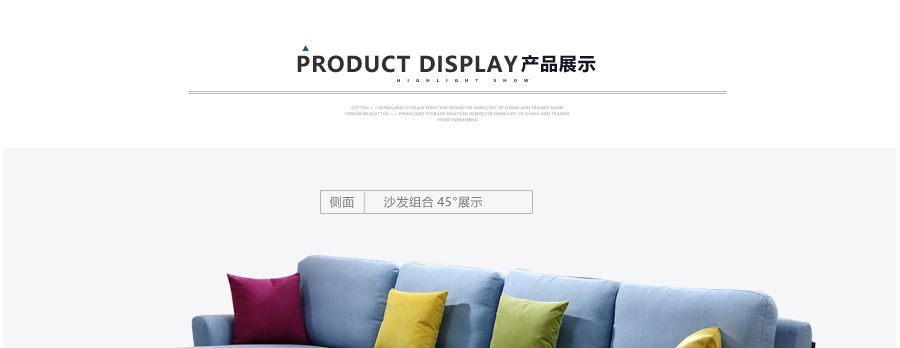 PRODUCT DISPLAY产品展示
HIGHLIGHT SHOW
COTTON + + REMOVABLE STORAGE FUNCTION DESIGNTHE HIGH COST OF LIVING AND TRAINED HOME
FURNISHINGCOTTON + + REMOVABLE STORAGE FUNCTION DESIGNTHE HIGH COST OF LIVING AND TRAINED
HOME FURNISHING
侧面 沙发组合 45°展示